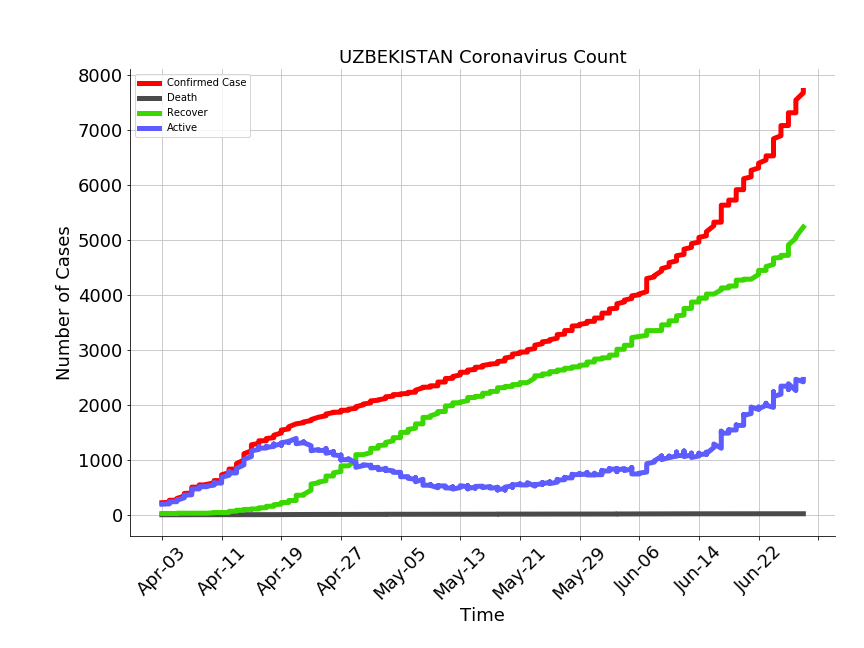 UZBEKISTAN Coronavirus Count
Confirmed Case
Death
Recover
Active
8000
7000
6000
5000
4000
3000
2000
1000
0
Number of Cases
Apr-03
Apr-11
Apr-19
Apr-27
May-05
May-13
May-21
May-29
Jun-06
Jun-14
Jun-22
Time